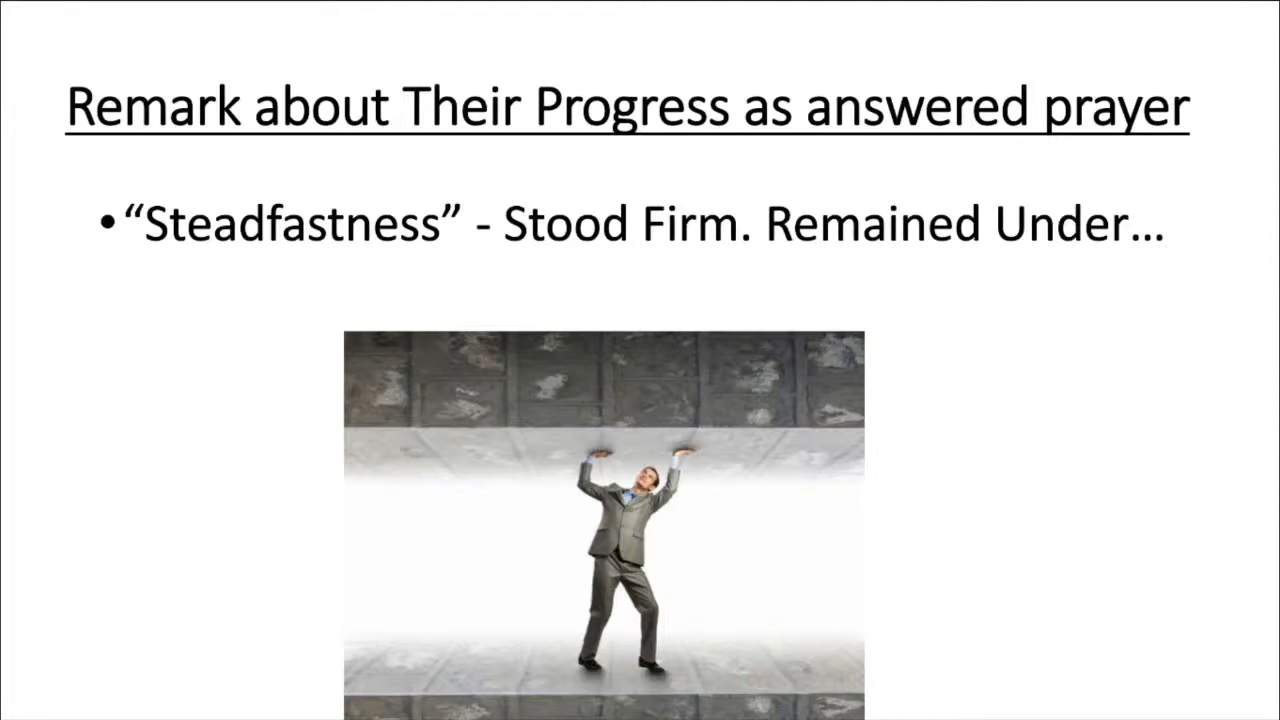 Remark about Their Progress as answered prayer
•“Steadfastness” - Stood Firm. Remained Under...